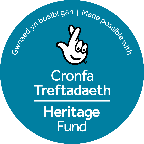 Gwnaed yn bosibl gan | Made possible with
Cronfa
Treftadaeth
Heritage
Fund